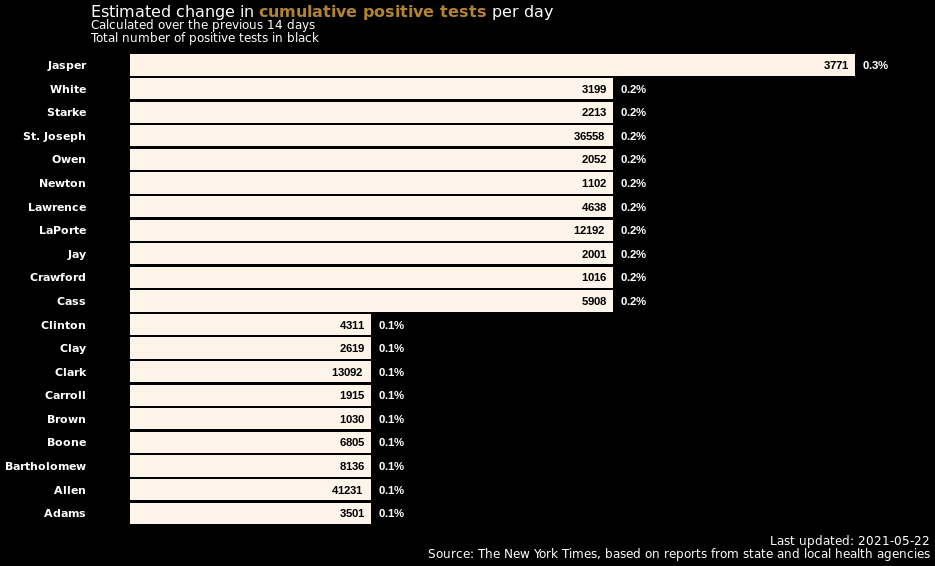 Estimated change in cumulative positive tests per day
Calculated over the previous 14 days
Total number of positive tests in black
Jasper 3771 0.3%
White 3199 0.2%
Starke 2213 0.2%
St. Joseph 36558 0.2%
Owen 2052 0.2%
Newton 1102 0.2%
Lawrence 4638 0.2%
LaPorte 12192 0.2%
Jay 2001 0.2%
Crawford 1016 0.2%
Cass 5908 0.2%
Clinton 4311 0.1%
Clay 2619 0.1%
Clark 13092 0.1%
Carroll 1915 0.1%
Brown 1030 0.1%
Boone 6805 0.1%
Bartholomew 8136 0.1%
Allen 41231 0.1%
Adams 3501 0.1%
Last updated: 2021-05-22
Source: The New York Times, based on reports from state and local health agencies